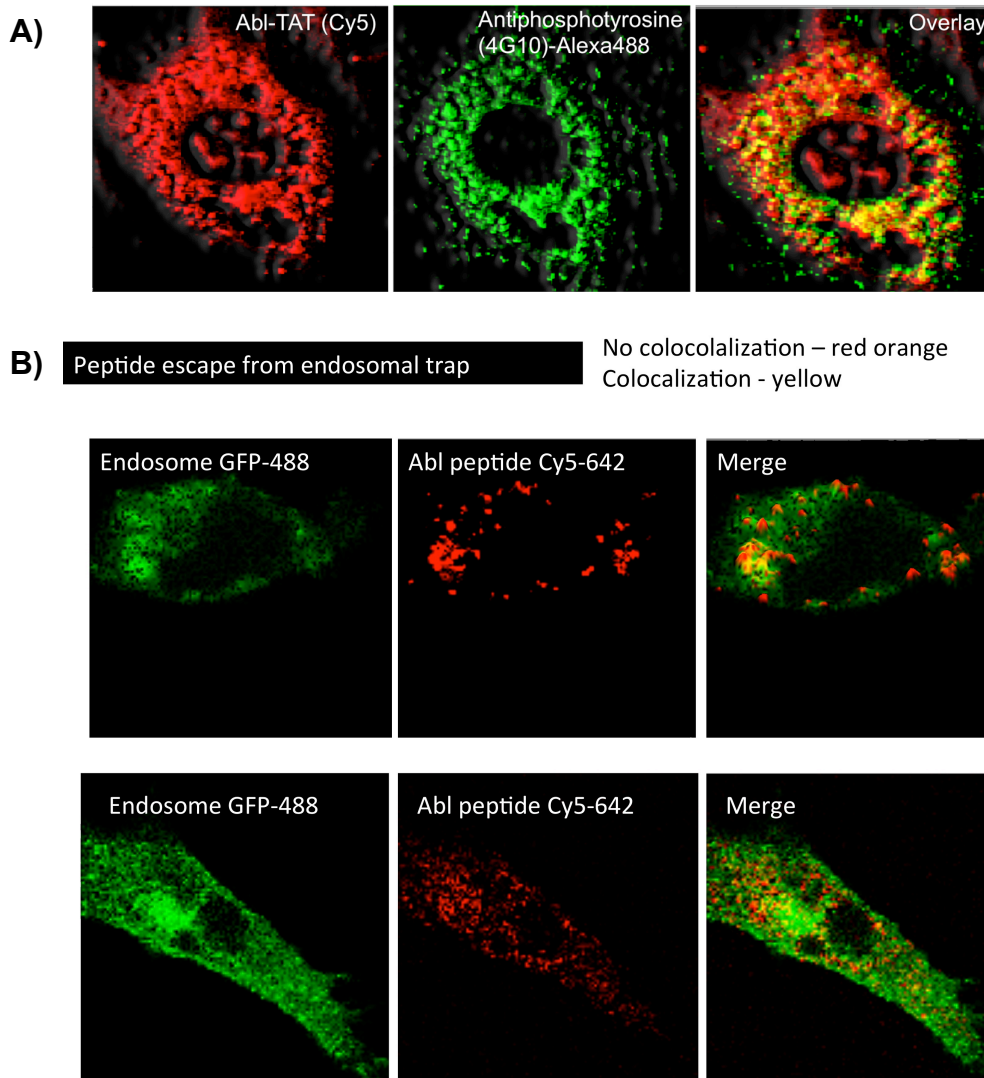 A)
Abl-TAT (Cy5)
Antiphosphotyrosine
(4G10)-Alexa488
Overlay
B)
Peptide escape from endosomal trap
No colocolalization – red orange
Colocalization - yellow
Endosome GFP-488
Abl peptide Cy5-642
Merge
Endosome GFP-488
Abl peptide Cy5-642
Merge